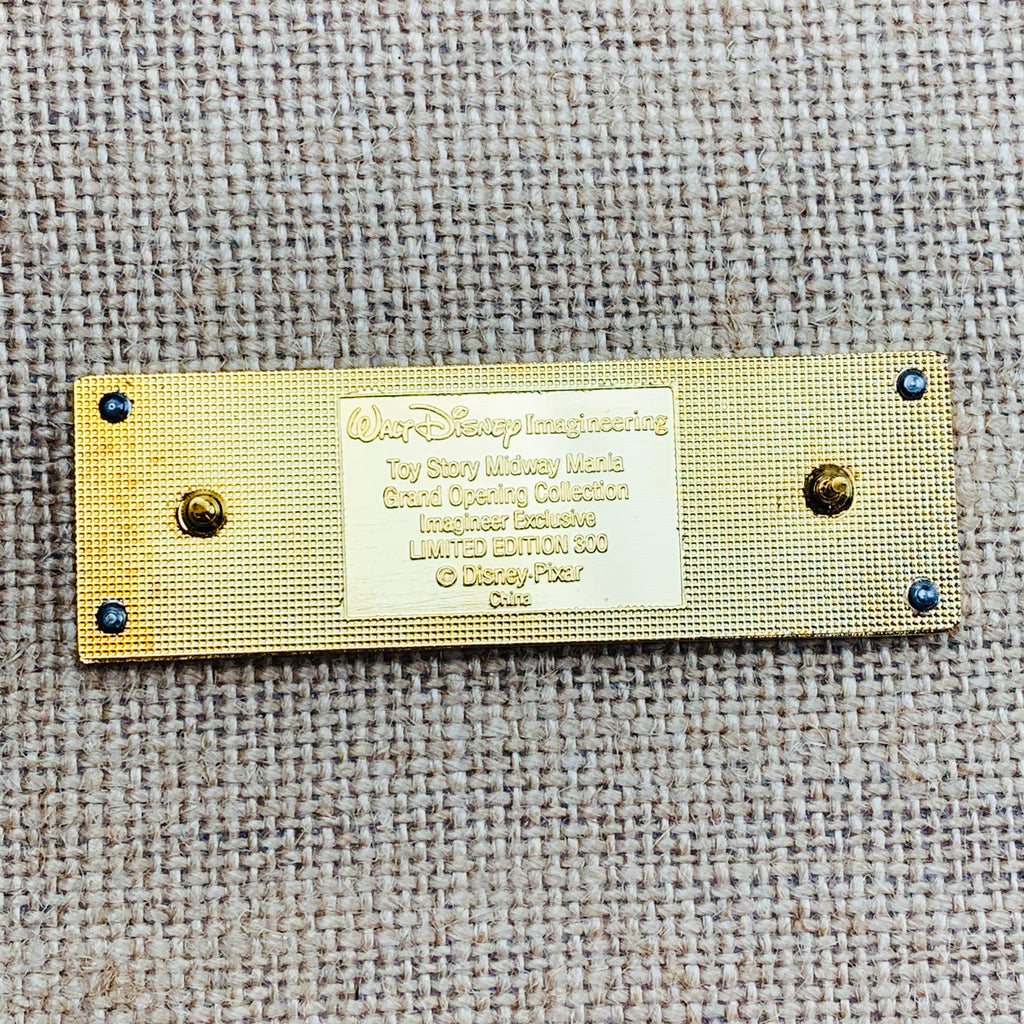 Walt Disney Imagineering
Toy Story Midway Mania
Grand Opening Collection
Imagineer Exclusive
LIMITED EDITION 300
© Disney·Pixar
China